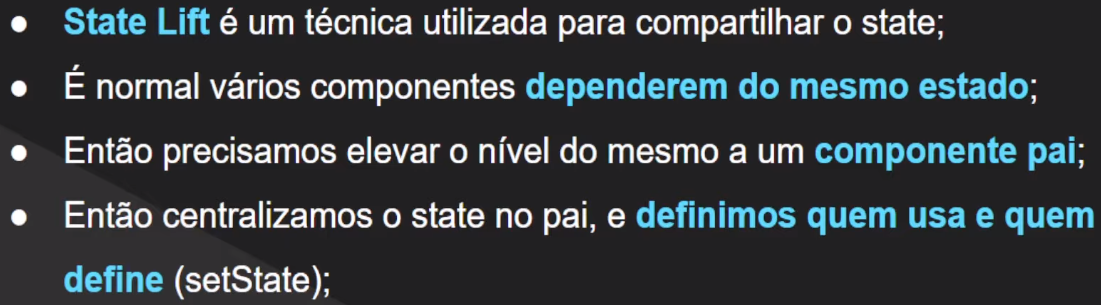 ● State Lift é um técnica utilizada para compartilhar o state;
● É normal vários componentes dependerem do mesmo estado;
● Então precisamos elevar o nível do mesmo a um componente pai;
● Então centralizamos o state no pai, e definimos quem usa e quem
define (setState);